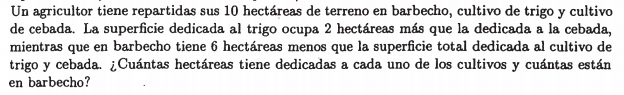 Un agricultor tiene repartidas sus 10 hectáreas de terreno en barbecho, cultivo de trigo y cultivo
de cebada. La superficie dedicada al trigo ocupa 2 hectáreas más que la dedicada a la cebada,
mientras que en barbecho tiene 6 hectáreas menos que la superficie total dedicada al cultivo de
trigo y cebada. ¿Cuántas hectáreas tiene dedicadas a cada uno de los cultivos y cuántas están
en barbecho?